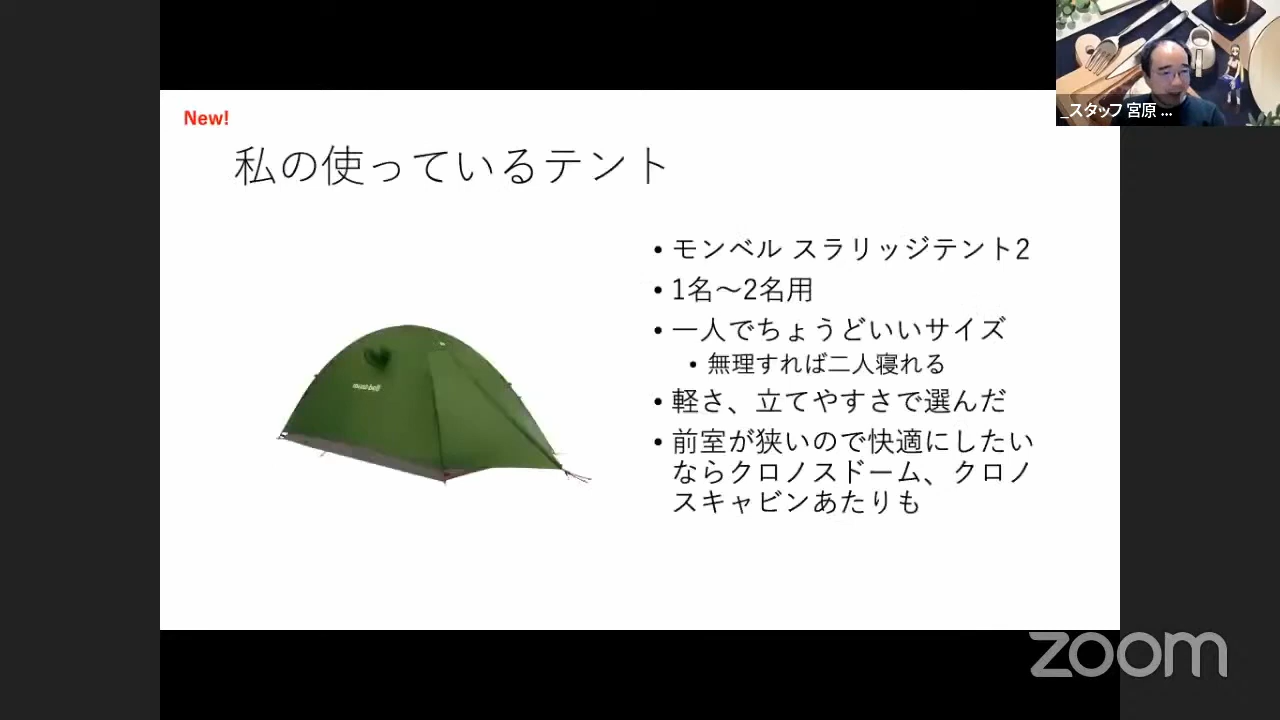 New!
私の使っているテント
• モンベル スラリッジテント2
• 1名～2名用
• 一人でちょうどいいサイズ
• 無理すれば二人寝れる
• 軽さ、立てやすさで選んだ
• 前室が狭いので快適にしたい
ならクロノスドーム、クロノ
スキャビンあたりも
mont-bell
_スタッフ 宮原 ...
zoom